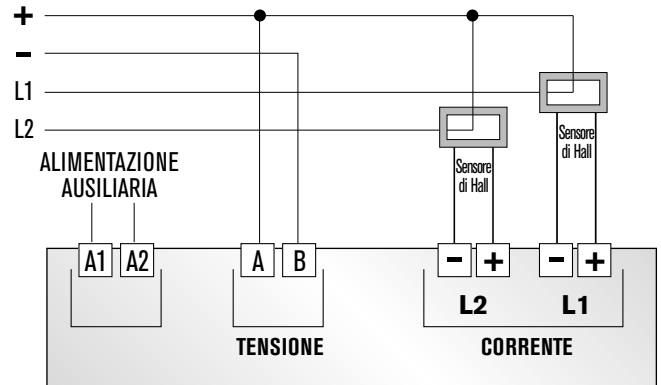 +
−
L1
L2
Sensore
di Hall
Sensore
di Hall
ALIMENTAZIONE
AUSILIARIA
A1 A2 A B − + − +
L2 L1
TENSIONE CORRENTE